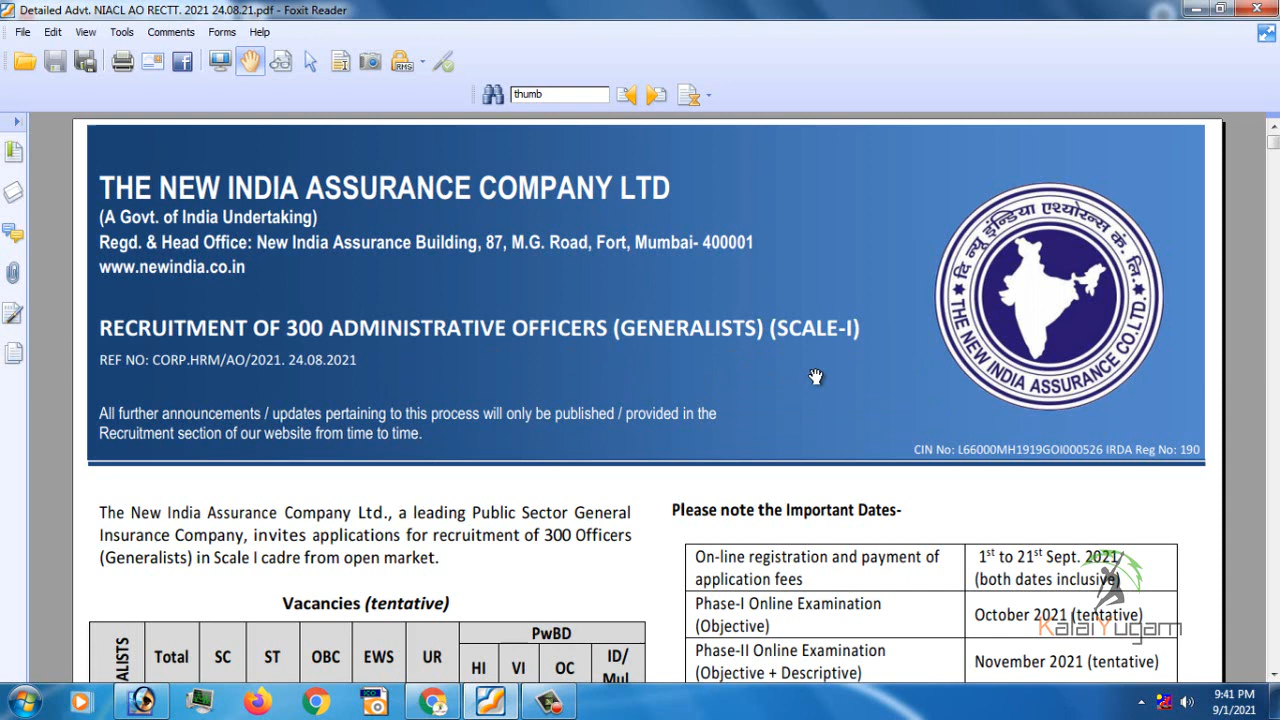 Detailed Advt. NIACL AO RECTT. 2021 24.08.21.pdf - Foxit Reader
File Edit View Tools Comments Forms Help
RMS
thumb
THE NEW INDIA ASSURANCE COMPANY LTD
(A Govt. of India Undertaking)
Regd. & Head Office: New India Assurance Building, 87, M.G. Road, Fort, Mumbai- 400001
www.newindia.co.in
RECRUITMENT OF 300 ADMINISTRATIVE OFFICERS (GENERALISTS) (SCALE-I)
REF NO: CORP.HRM/AO/2021. 24.08.2021
All further announcements / updates pertaining to this process will only be published / provided in the
Recruitment section of our website from time to time.
दि न्यू इंन्डिया एश्योरन्स कं. लि.
THE NEW INDIA ASSURANCE CO.LTD.
CIN No: L66000MH1919GOI000526 IRDA Reg No: 190
The New India Assurance Company Ltd., a leading Public Sector General
Insurance Company, invites applications for recruitment of 300 Officers
(Generalists) in Scale I cadre from open market.
Vacancies (tentative)
ALISTS Total SC ST OBC EWS UR PwBD
HI VI OC ID/
Mul
Please note the Important Dates-
On-line registration and payment of
application fees
1st to 21st Sept. 2021
(both dates inclusive)
Phase-I Online Examination
(Objective)
October 2021 (tentative)
Phase-II Online Examination
(Objective + Descriptive)
November 2021 (tentative)
KalaiYugam
9:41 PM
9/1/2021